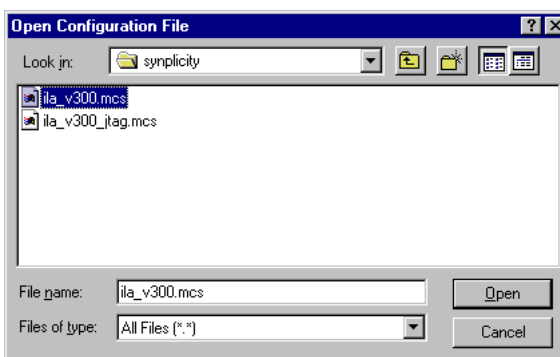 Open Configuration File
Look in: synplicity
ila_v300.mcs
ila_v300_jtag.mcs
File name: ila_v300.mcs Open
Files of type: All Files (*.*) Cancel